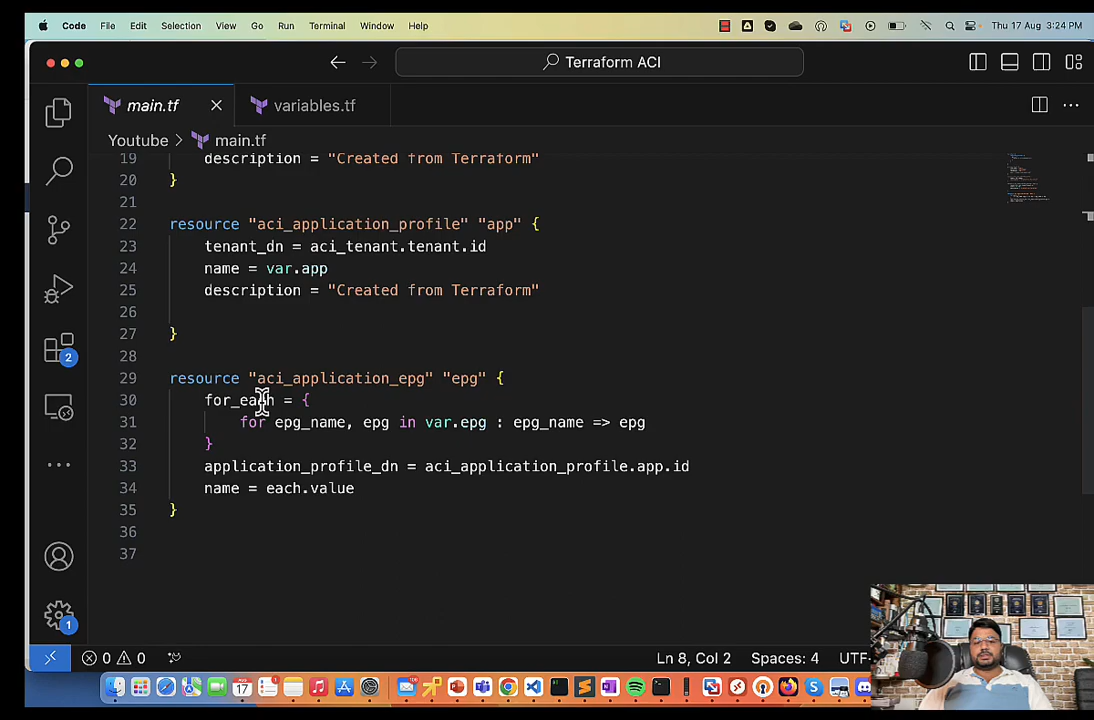 Code File Edit Selection View Go Run Terminal Window Help Thu 17 Aug 3:24 PM
Terraform ACI
main.tf variables.tf
Youtube > main.tf
19 description = "Created from Terraform"
20 }
21
22 resource "aci_application_profile" "app" {
23 tenant_dn = aci_tenant.tenant.id
24 name = var.app
25 description = "Created from Terraform"
26
27 }
28
29 resource "aci_application_epg" "epg" {
30 for_each = {
31 for epg_name, epg in var.epg : epg_name => epg
32 }
33 application_profile_dn = aci_application_profile.app.id
34 name = each.value
35 }
36
37
2
1
0 0 Ln 8, Col 2 Spaces: 4 UTF-
17